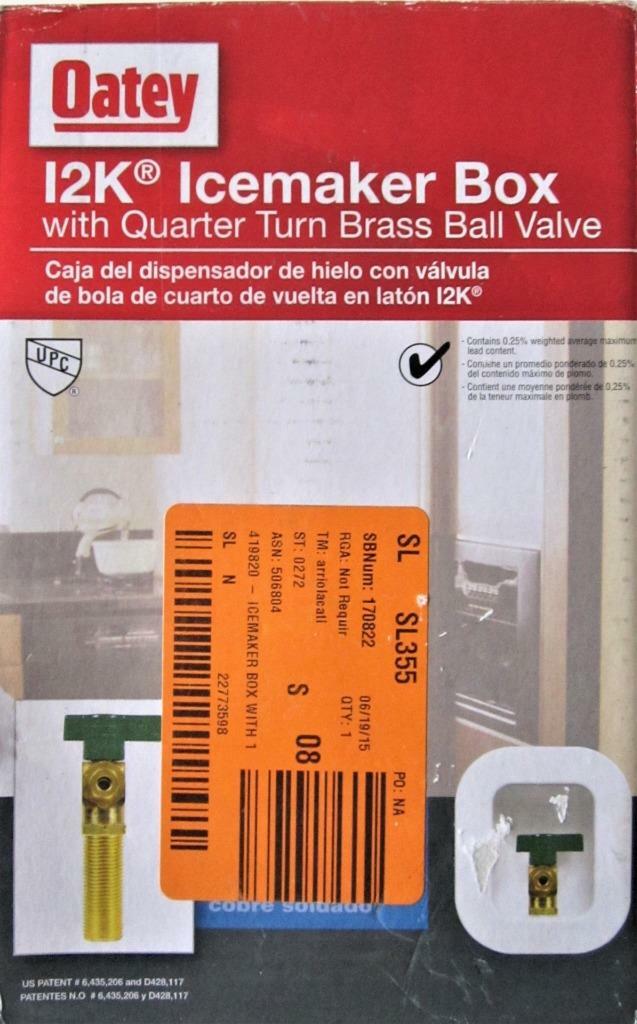 Oatey
I2K® Icemaker Box
with Quarter Turn Brass Ball Valve
Caja del dispensador de hielo con válvula
de bola de cuarto de vuelta en latón I2K®
UPC
®
- Contains 0.25% weighted average maximum
lead content.
- Contiene un promedio ponderado de 0.25%
del contenido máximo de plomo.
- Contient une moyenne pondérée de 0,25%
de la teneur maximale en plomb.
SL SL355
SBNum: 170822 06/19/15 PO: NA
RGA: Not Requir QTY: 1
TM: arriolacatl
ST: 0272 S 08
ASN: 506804
419820 - ICEMAKER BOX WITH 1
SL N 22773598
cobre soldado
US PATENT # 6,435,206 and D428,117
PATENTES N.O # 6,435,206 y D428,117